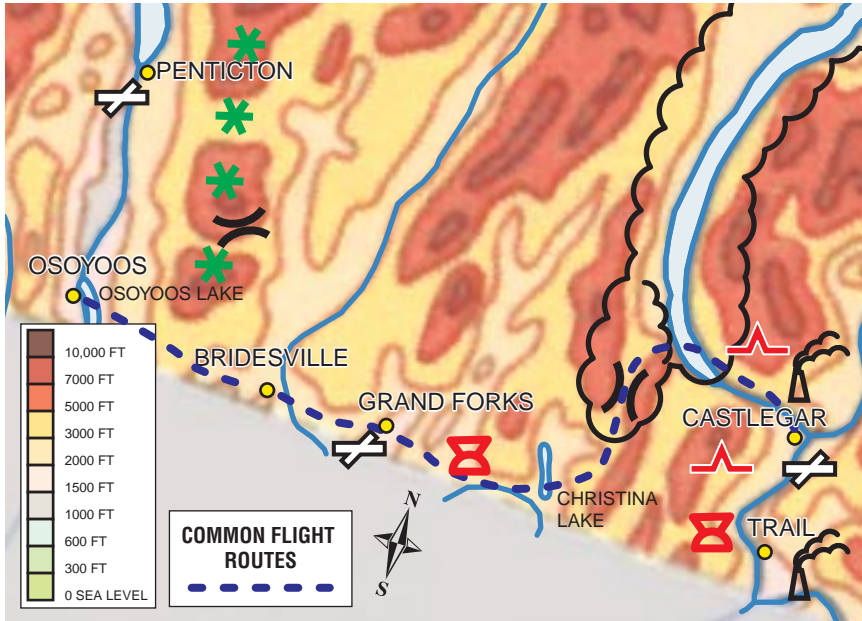 PENTICTON
OSOYOOS
OSOYOOS LAKE
BRIDESVILLE
GRAND FORKS
CASTLEGAR
CHRISTINA
LAKE
TRAIL
10,000 FT
7000 FT
5000 FT
3000 FT
2000 FT
1500 FT
1000 FT
600 FT
300 FT
0 SEA LEVEL
COMMON FLIGHT
ROUTES
N
S